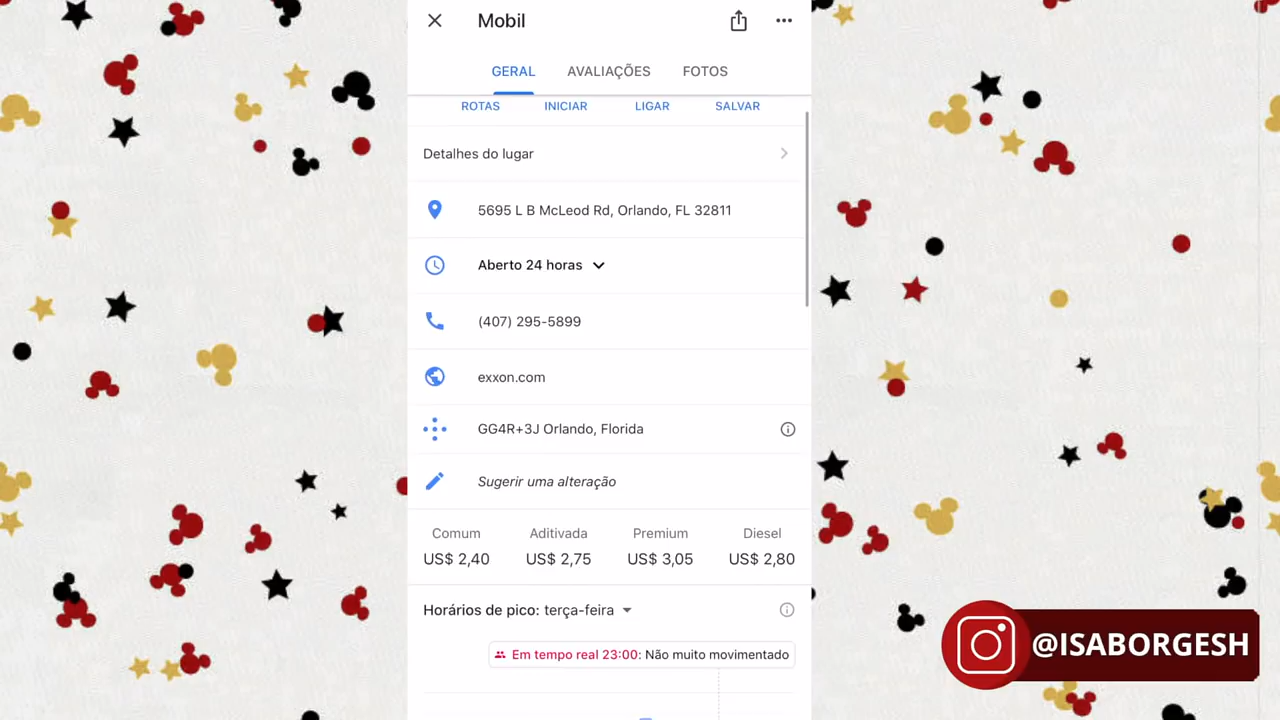 Mobil
GERAL AVALIAÇÕES FOTOS
ROTAS INICIAR LIGAR SALVAR
Detalhes do lugar
5695 L B McLeod Rd, Orlando, FL 32811
Aberto 24 horas
(407) 295-5899
exxon.com
GG4R+3J Orlando, Florida
Sugerir uma alteração
Comum Aditivada Premium Diesel
US$ 2,40 US$ 2,75 US$ 3,05 US$ 2,80
Horários de pico: terça-feira
Em tempo real 23:00: Não muito movimentado
@ISABORGESH